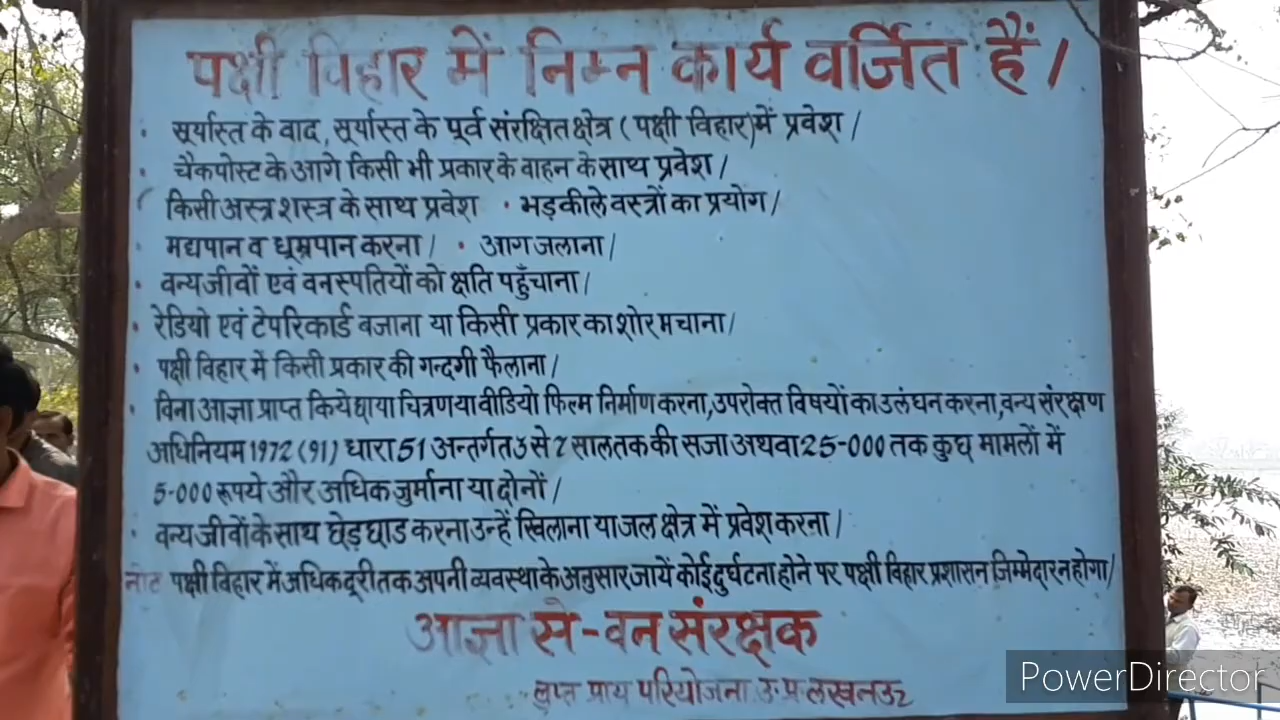 पक्षी विहार में निम्न कार्य वर्जित हैं।
• सूर्यास्त के वाद, सूर्यास्त के पूर्व संरक्षित क्षेत्र (पक्षी विहार) में प्रवेश।
• चैकपोस्ट के आगे किसी भी प्रकार के वाहन के साथ प्रवेश।
किसी अस्त्र शस्त्र के साथ प्रवेश • भड़कीले वस्त्रों का प्रयोग।
मद्यपान व धूम्रपान करना। • आग जलाना।
• वन्य जीवों एवं वनस्पतियों को क्षति पहुँचाना।
• रेडियो एवं टेपरिकार्ड बजाना या किसी प्रकार का शोर मचाना।
• पक्षी विहार में किसी प्रकार की गन्दगी फैलाना।
• विना आज्ञा प्राप्त किये छाया चित्रण या वीडियो फिल्म निर्माण करना, उपरोक्त विषयों का उलंघन करना, वन्य संरक्षण
अधिनियम 1972 (91) धारा 51 अन्तर्गत 3 से 7 साल तक की सजा अथवा 25-000 तक कुछ मामलों में
5-000 रूपये और अधिक जुर्माना या दोनों।
• वन्य जीवों के साथ छेड़ छाड करना उन्हें खिलाना या जल क्षेत्र में प्रवेश करना।
नोट पक्षी विहार में अधिक दूरी तक अपनी व्यवस्था के अनुसार जायें कोई दुर्घटना होने पर पक्षी विहार प्रशासन जिम्मेदार न होगा।
आज्ञा से - वन संरक्षक
लुप्त प्राय परियोजना उ॰प्र॰ लखनऊ
PowerDirector